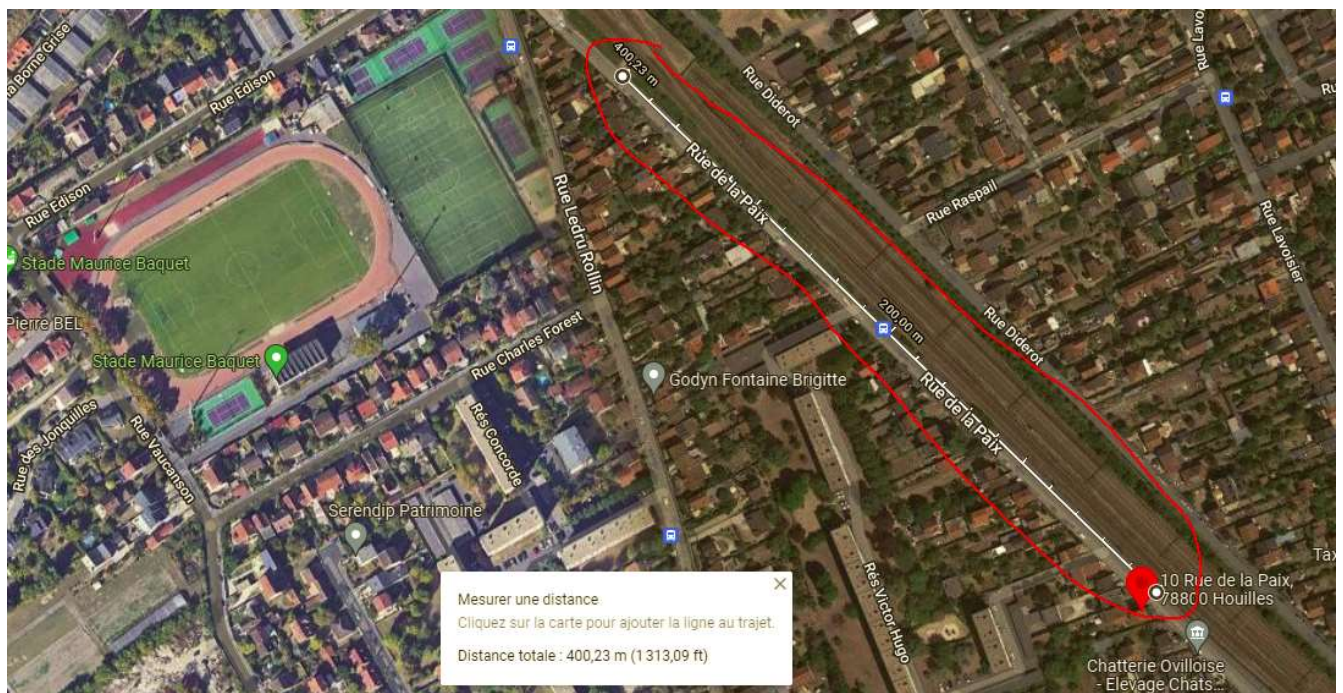 la Borne Grise
Rue Edison
Rue Edison
Stade Maurice Baquet
Pierre BEL
Stade Maurice Baquet
Rue des Jonquilles
Rue Vaucanson
Rue Charles Forest
Rés Concorde
Serendip Patrimoine
Rue Ledru Rollin
Godyn Fontaine Brigitte
400,23 m
Rue de la Paix
200,00 m
Rue de la Paix
Rue Diderot
Rue Diderot
Rue Raspail
Rue Lavoisier
Rue Lavo
Ru
Rés Victor Hugo
Tax
10 Rue de la Paix,
78800 Houilles
Chatterie Ovilloise
- Elevage Chats...
Mesurer une distance
Cliquez sur la carte pour ajouter la ligne au trajet.
Distance totale : 400,23 m (1 313,09 ft)